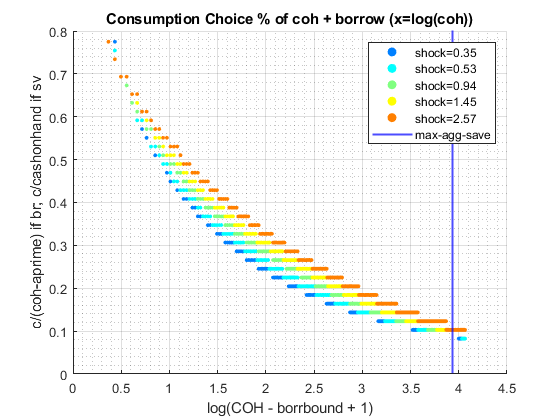 Consumption Choice % of coh + borrow (x=log(coh))
c/(coh-aprime) if br, c/cashonhand if sv
0.8
0.7
0.6
0.5
0.4
0.3
0.2
0.1
0
shock=0.35
shock=0.53
shock=0.94
shock=1.45
shock=2.57
max-agg-save
0 0.5 1 1.5 2 2.5 3 3.5 4 4.5
log(COH - borrbound + 1)